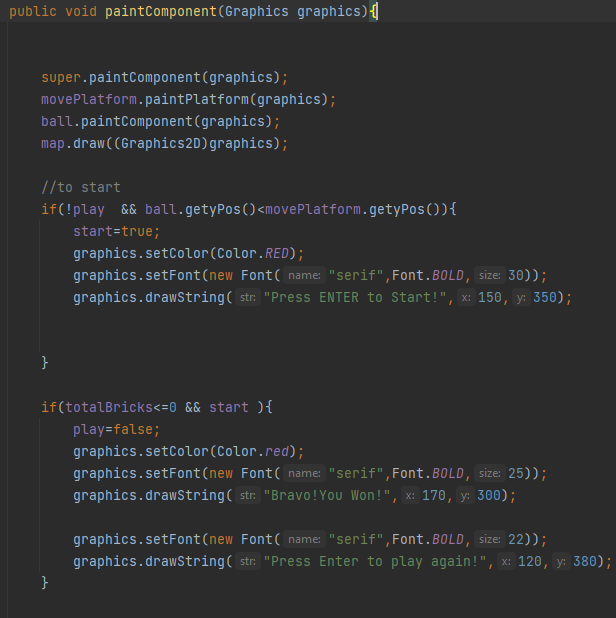 public void paintComponent(Graphics graphics){
super.paintComponent(graphics);
movePlatform.paintPlatform(graphics);
ball.paintComponent(graphics);
map.draw((Graphics2D)graphics);
//to start
if(!play  && ball.getyPos()<movePlatform.getyPos()){
start=true;
graphics.setColor(Color.RED);
graphics.setFont(new Font( name: "serif",Font.BOLD, size: 30));
graphics.drawString( str: "Press ENTER to Start!", x: 150, y: 350);
}
if(totalBricks<=0 && start ){
play=false;
graphics.setColor(Color.red);
graphics.setFont(new Font( name: "serif",Font.BOLD, size: 25));
graphics.drawString( str: "Bravo!You Won!", x: 170, y: 300);
graphics.setFont(new Font( name: "serif",Font.BOLD, size: 22));
graphics.drawString( str: "Press Enter to play again!", x: 120, y: 380);
}